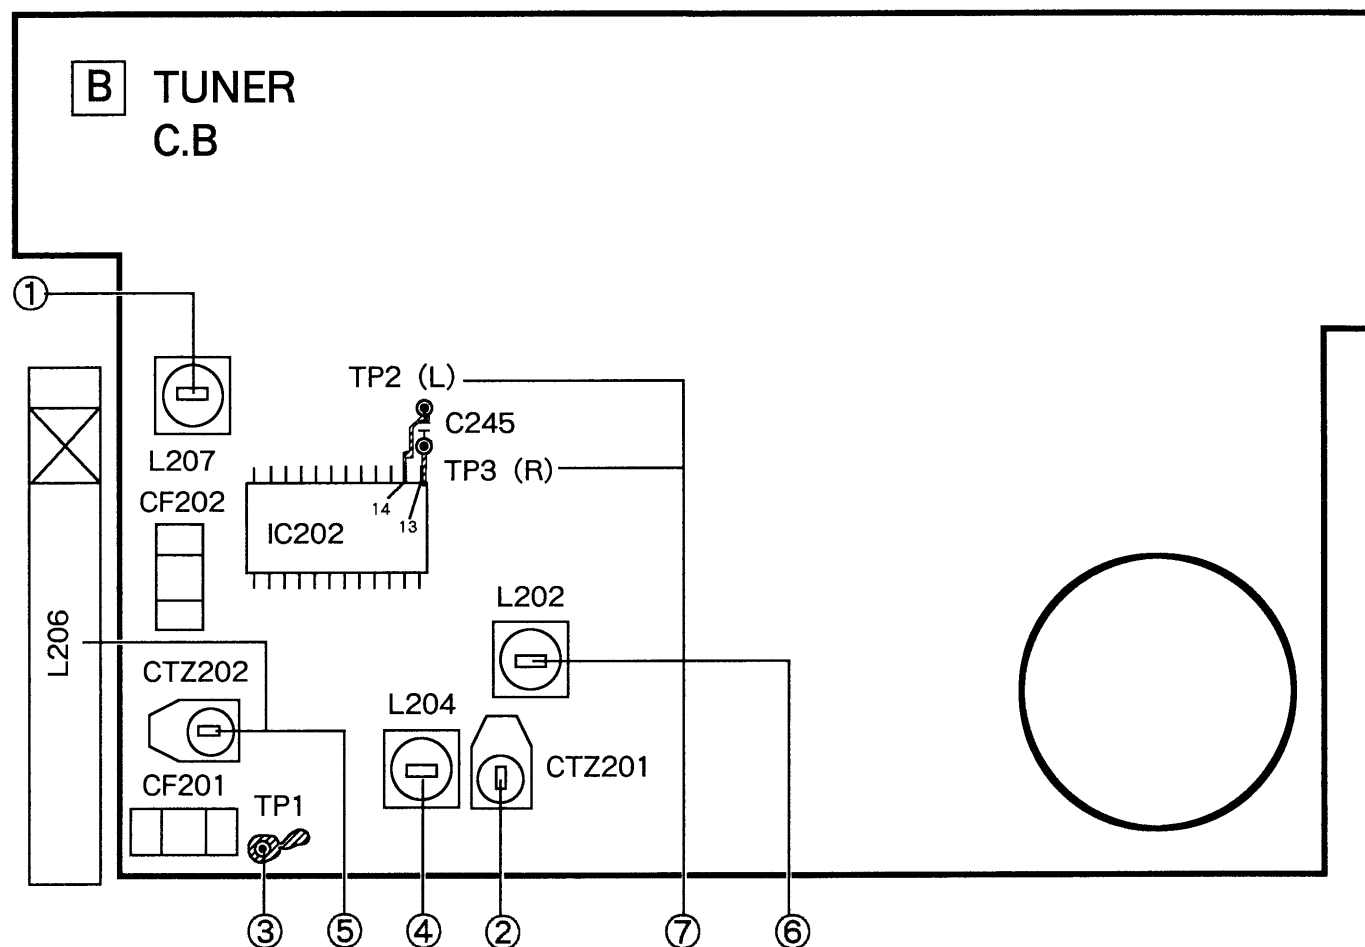 B TUNER
C.B
①
TP2 (L)
C245
L207
TP3 (R)
CF202
14
13
IC202
L202
L206
CTZ202
L204
CTZ201
CF201
TP1
③ ⑤ ④ ② ⑦ ⑥